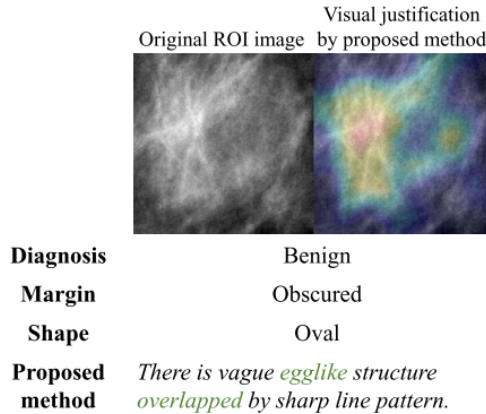 Visual justification
Original ROI image by proposed method
Diagnosis Benign
Margin Obscured
Shape Oval
Proposed There is vague egglike structure
method overlapped by sharp line pattern.